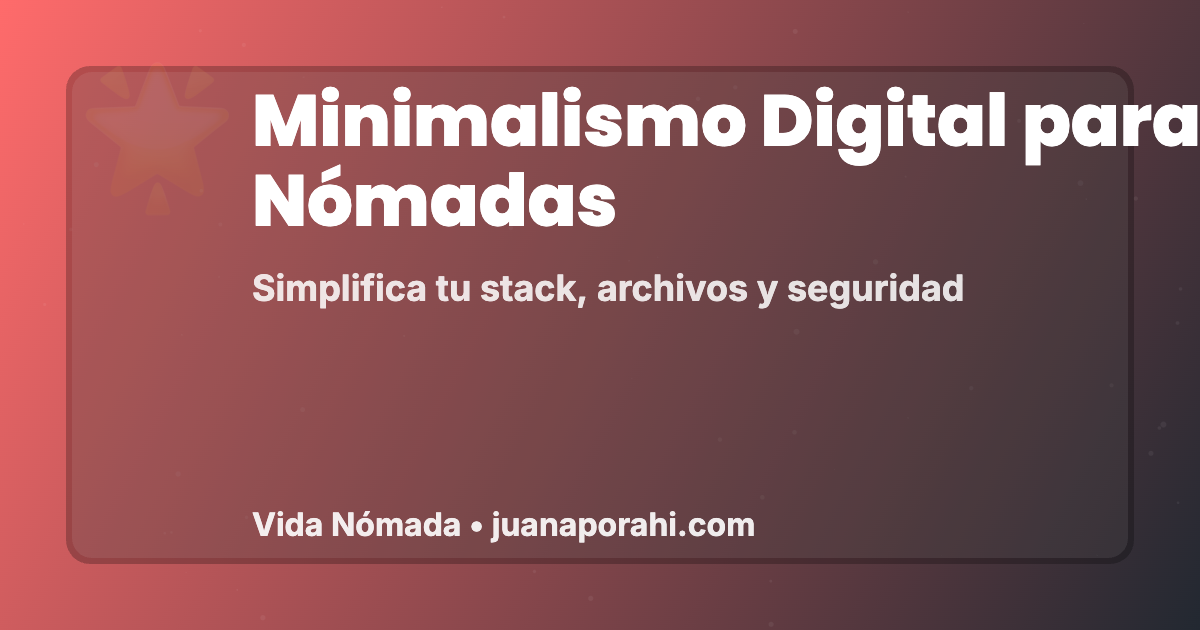 Minimalismo Digital para
Nómadas
Simplifica tu stack, archivos y seguridad
Vida Nómada • juanaporahi.com